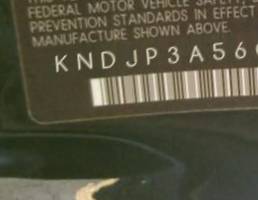 FEDERAL MOTOR VEHICLE SAFETY,
PREVENTION STANDARDS IN EFFECT
MANUFACTURE SHOWN ABOVE.
KNDJP3A56